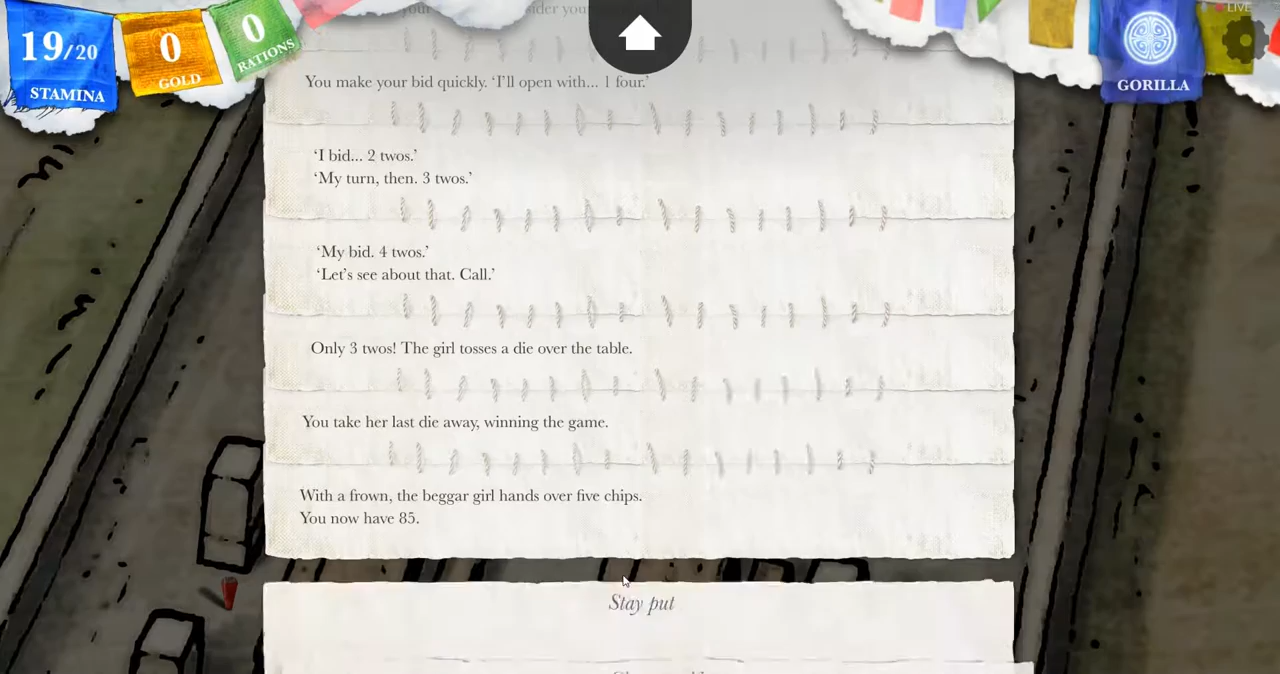 19/20
STAMINA
0
GOLD
0
RATIONS
LIVE
GORILLA
You make your bid quickly. ‘I’ll open with... 1 four.’
‘I bid... 2 twos.’
‘My turn, then. 3 twos.’
‘My bid. 4 twos.’
‘Let’s see about that. Call.’
Only 3 twos! The girl tosses a die over the table.
You take her last die away, winning the game.
With a frown, the beggar girl hands over five chips.
You now have 85.
Stay put